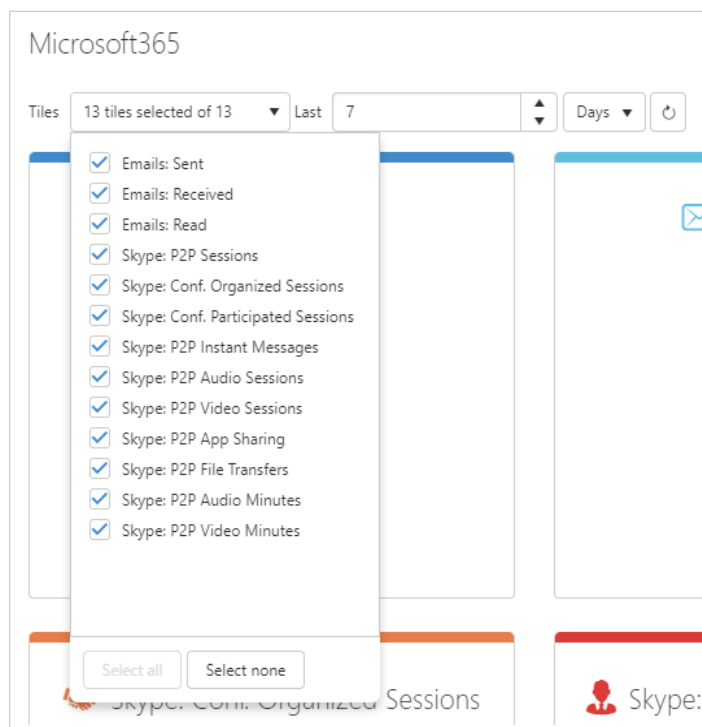 Microsoft365
Tiles 13 tiles selected of 13 Last 7 Days
Emails: Sent
Emails: Received
Emails: Read
Skype: P2P Sessions
Skype: Conf. Organized Sessions
Skype: Conf. Participated Sessions
Skype: P2P Instant Messages
Skype: P2P Audio Sessions
Skype: P2P Video Sessions
Skype: P2P App Sharing
Skype: P2P File Transfers
Skype: P2P Audio Minutes
Skype: P2P Video Minutes
Select all Select none
Skype: Conf. Organized Sessions Skype: